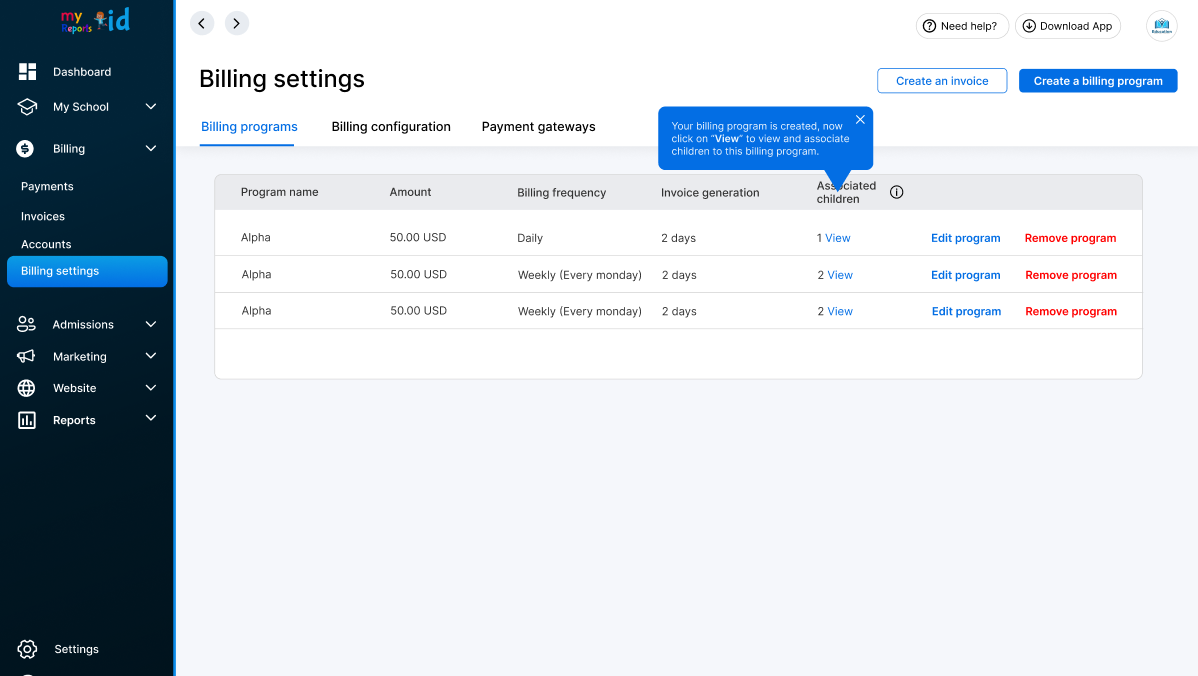 my
Reports
id
Dashboard
My School
Billing
Payments
Invoices
Accounts
Billing settings
Admissions
Marketing
Website
Reports
Settings
Need help?
Download App
Education
Billing settings
Create an invoice
Create a billing program
Billing programs
Billing configuration
Payment gateways
Your billing program is created, now
click on "View" to view and associate
children to this billing program.
Program name Amount Billing frequency Invoice generation Associated
children
Alpha 50.00 USD Daily 2 days 1 View Edit program Remove program
Alpha 50.00 USD Weekly (Every monday) 2 days 2 View Edit program Remove program
Alpha 50.00 USD Weekly (Every monday) 2 days 2 View Edit program Remove program